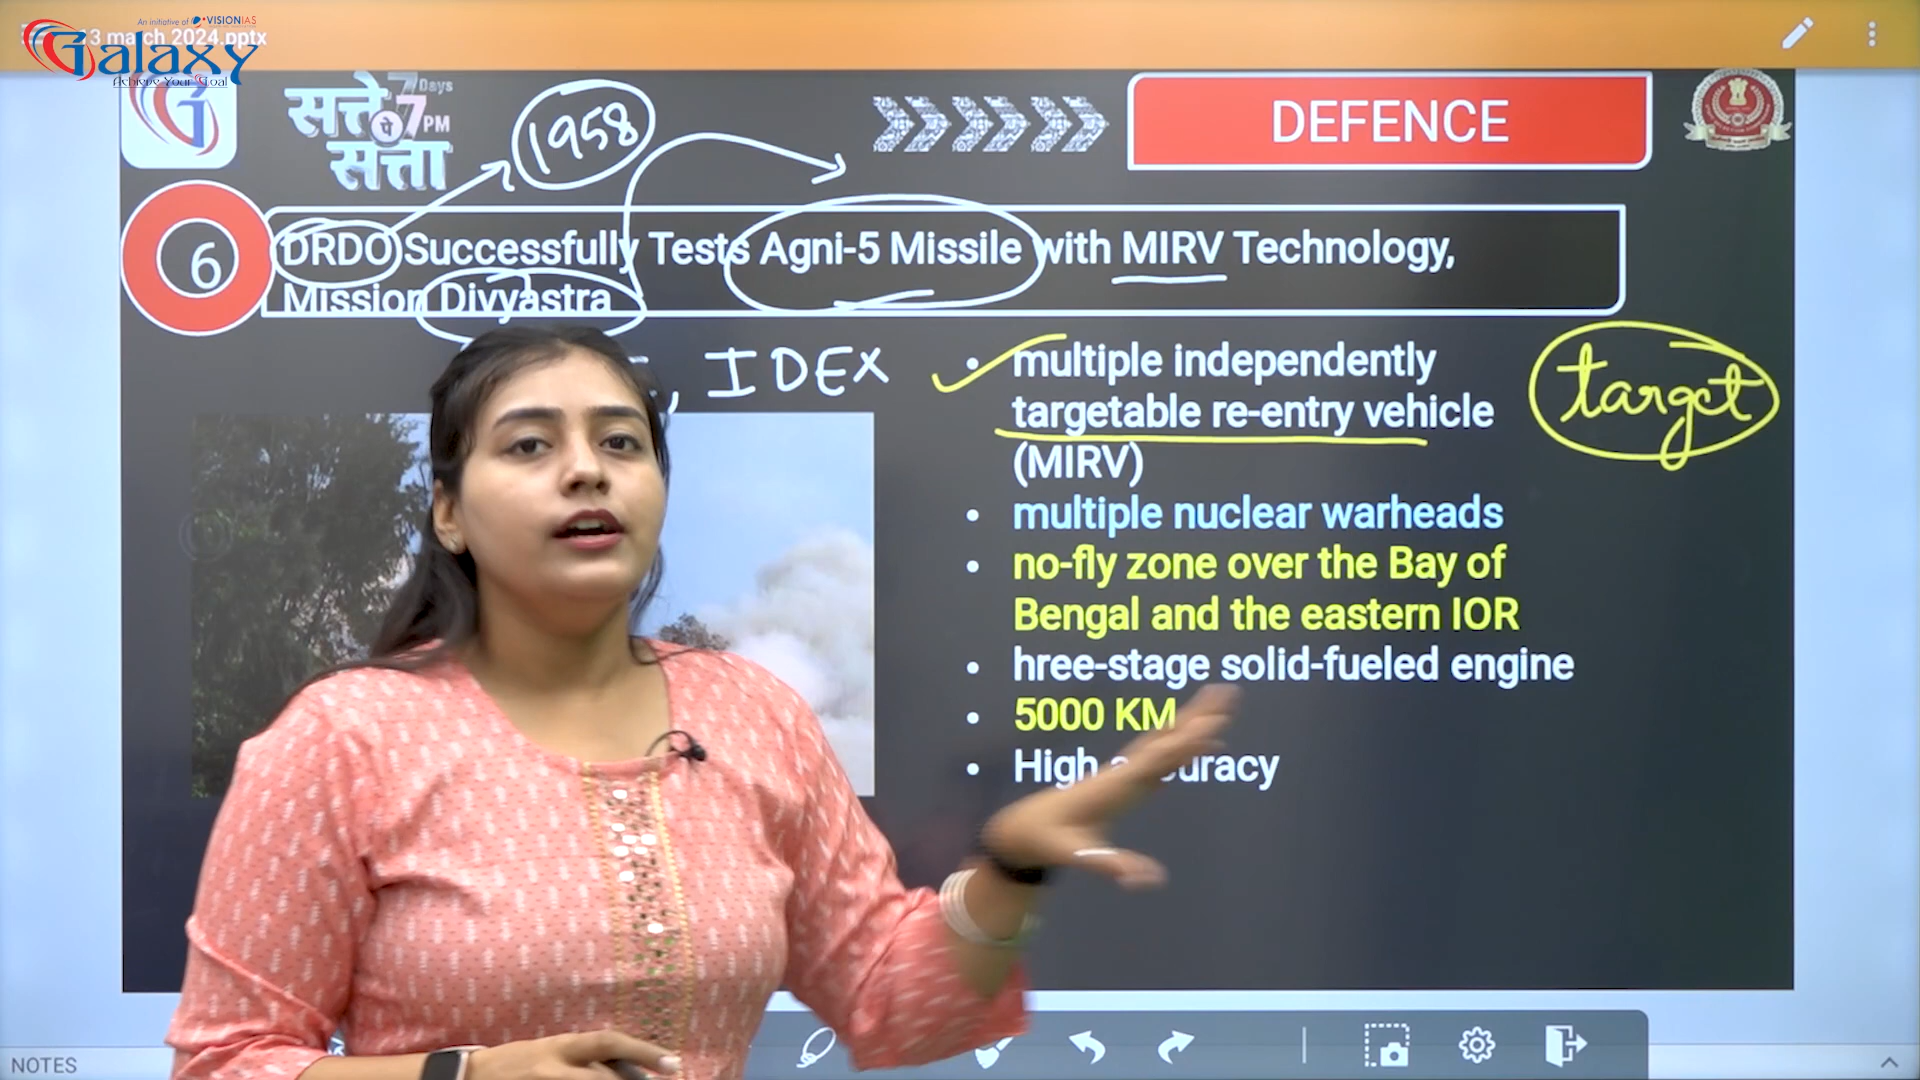 An initiative of VISIONIAS
Galaxy
Achieve Your Goal
3 march 2024.pptx
सत्ते पे सत्ता
7 Days
7 PM
1958
DEFENCE
6
DRDO Successfully Tests Agni-5 Missile with MIRV Technology,
Mission Divyastra
, IDEX
• multiple independently
targetable re-entry vehicle
(MIRV)
target
• multiple nuclear warheads
• no-fly zone over the Bay of
Bengal and the eastern IOR
• hree-stage solid-fueled engine
• 5000 KM
• High accuracy
NOTES